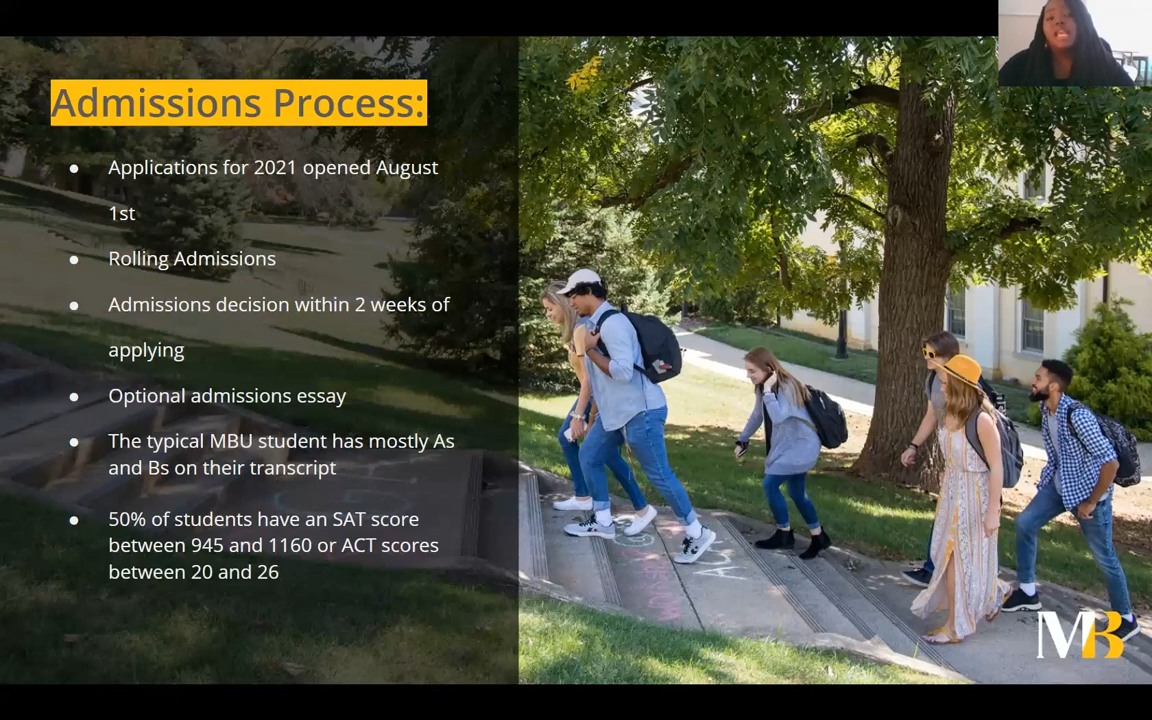 Admissions Process:
● Applications for 2021 opened August
1st
● Rolling Admissions
● Admissions decision within 2 weeks of
applying
● Optional admissions essay
● The typical MBU student has mostly As
and Bs on their transcript
● 50% of students have an SAT score
between 945 and 1160 or ACT scores
between 20 and 26
MB